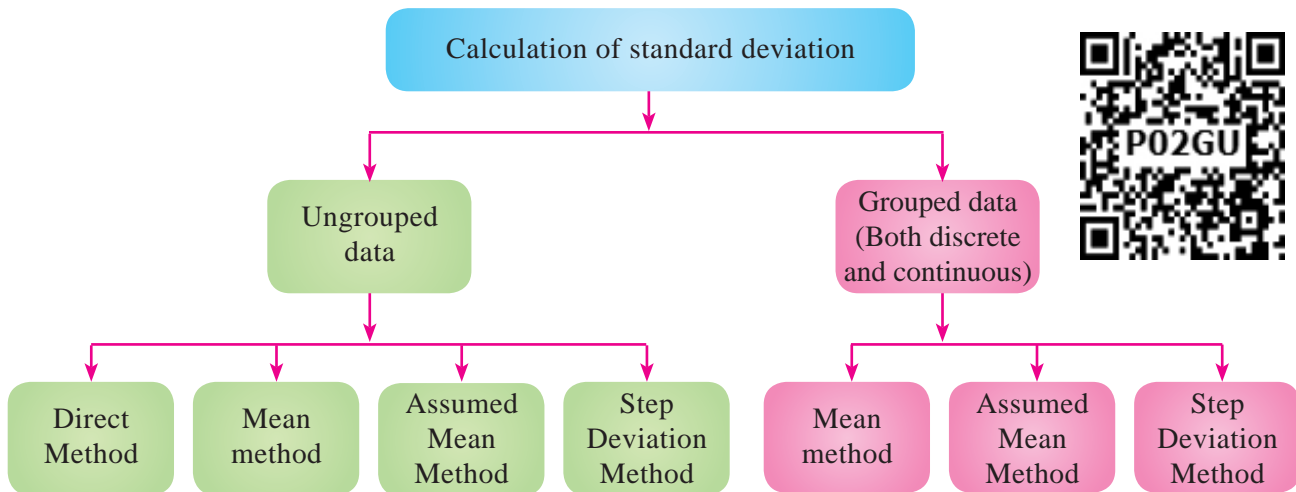 Calculation of standard deviation
P02GU
Ungrouped
data
Grouped data
(Both discrete
and continuous)
Direct
Method
Mean
method
Assumed
Mean
Method
Step
Deviation
Method
Mean
method
Assumed
Mean
Method
Step
Deviation
Method